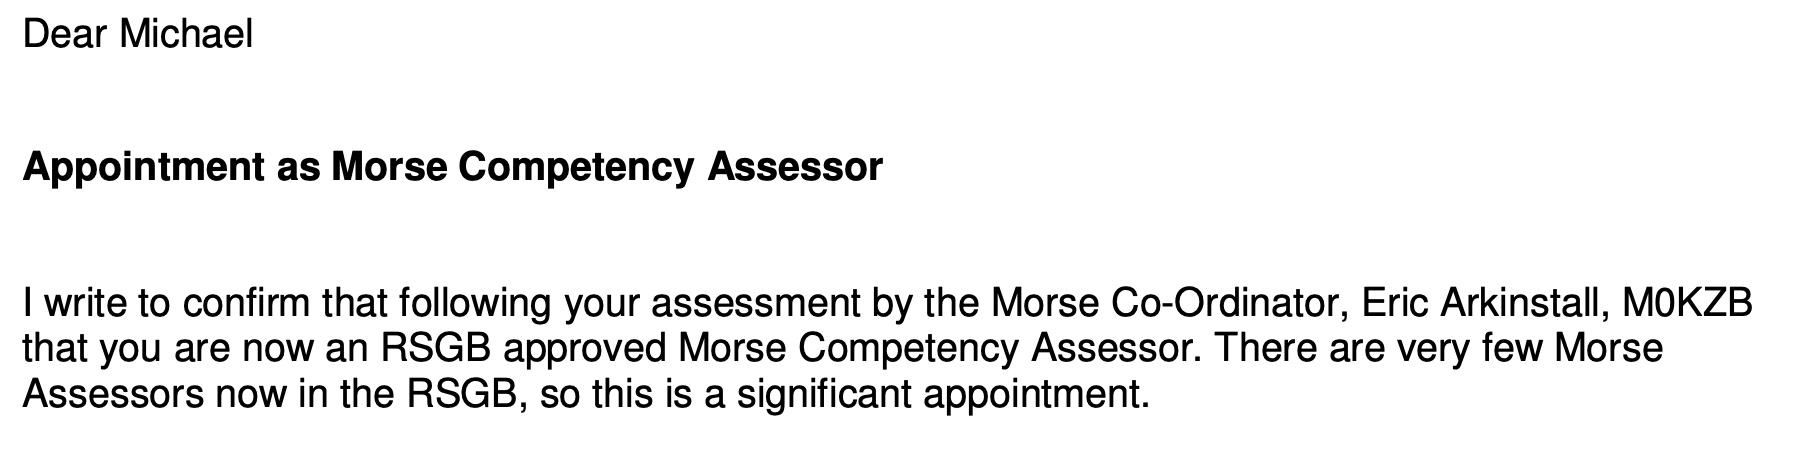 Dear Michael
Appointment as Morse Competency Assessor
I write to confirm that following your assessment by the Morse Co-Ordinator, Eric Arkinstall, M0KZB
that you are now an RSGB approved Morse Competency Assessor. There are very few Morse
Assessors now in the RSGB, so this is a significant appointment.